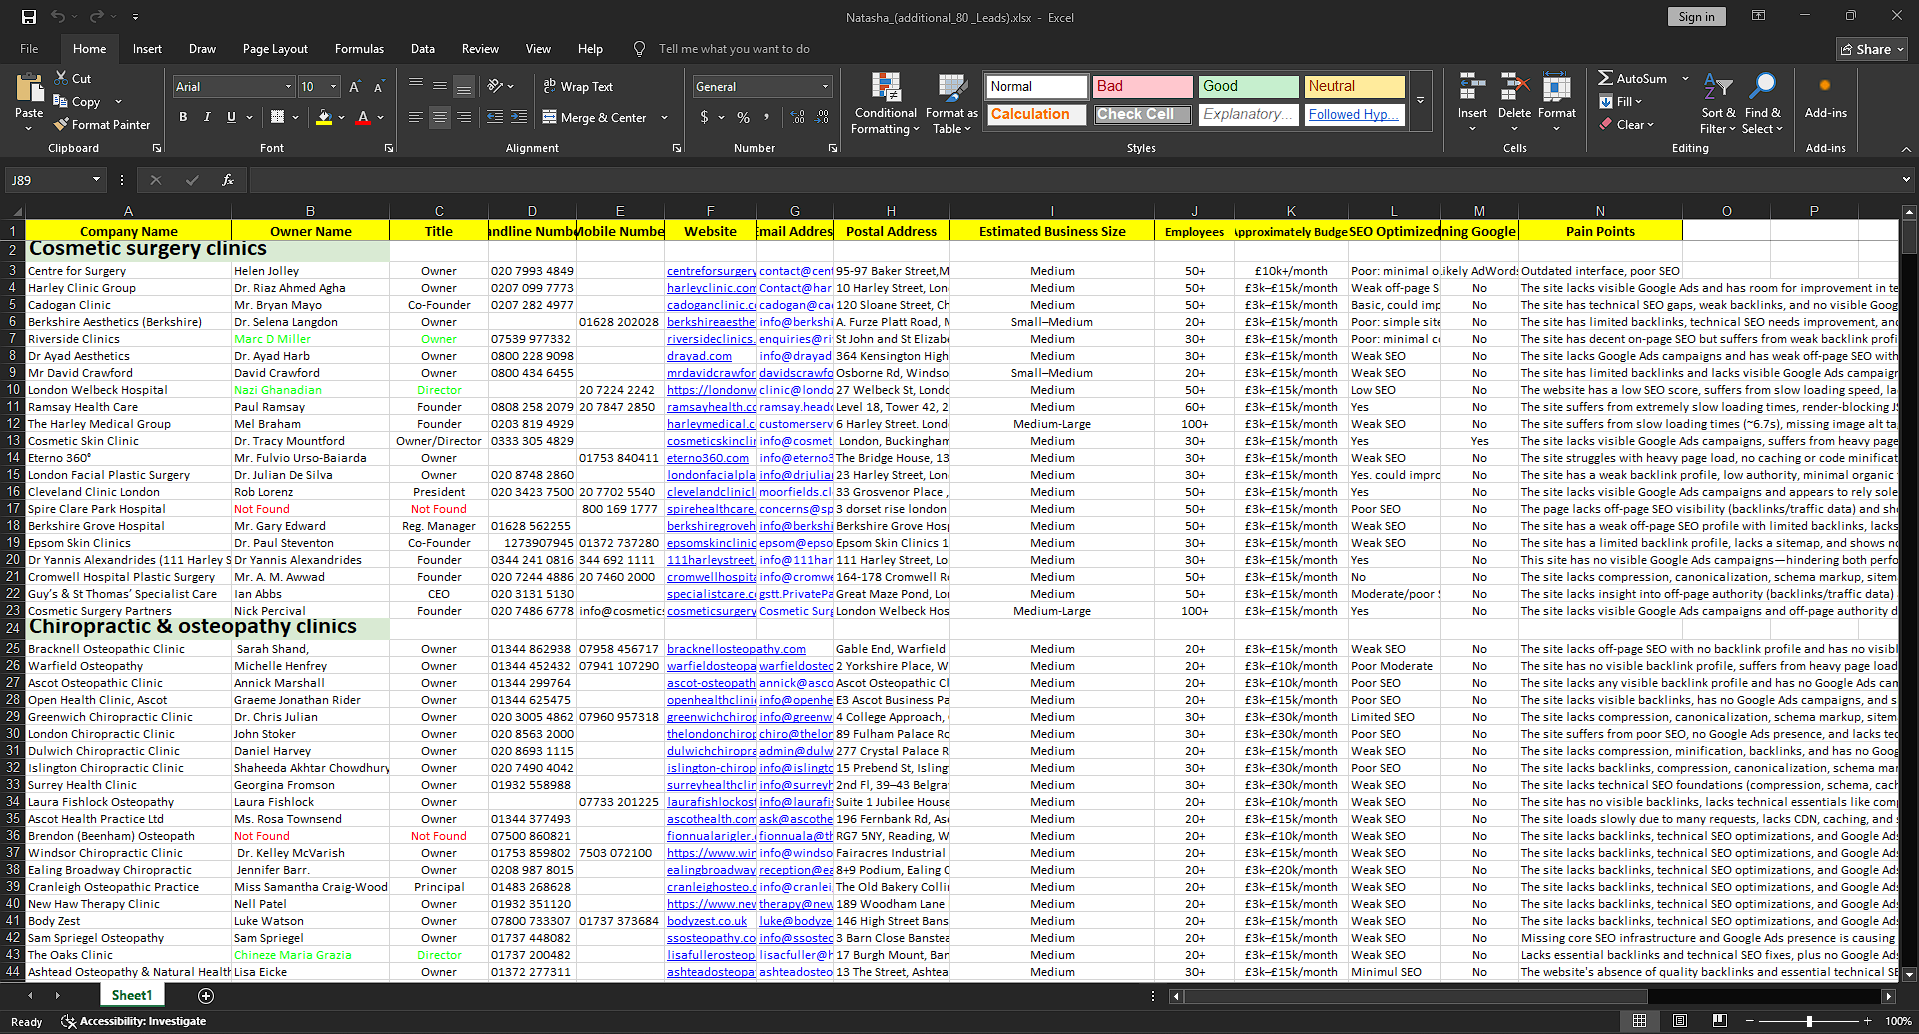 Natasha_(additional_80 _Leads).xlsx - Excel
Sign in
File Home Insert Draw Page Layout Formulas Data Review View Help Tell me what you want to do
Share
Paste Cut Copy Format Painter
Clipboard
Arial 10
B I U
Font
Wrap Text
Merge & Center
Alignment
General
$ % ,
Number
Conditional Formatting
Format as Table
Normal Bad Good Neutral
Calculation Check Cell Explanatory... Followed Hyp...
Styles
Insert Delete Format
Cells
AutoSum
Fill
Clear
Sort & Filter
Find & Select
Editing
Add-ins
Add-ins
J89
fx
A B C D E F G H I J K L M N O P
1 Company Name Owner Name Title ndline Numb Mobile Numbe Website Email Addres Postal Address Estimated Business Size Employees Approximately Budge SEO Optimized ning Google Pain Points
2 Cosmetic surgery clinics
3 Centre for Surgery Helen Jolley Owner 020 7993 4849 centreforsurgery contact@cent 95-97 Baker Street,M Medium 50+ £10k+/month Poor: minimal o ikely AdWords Outdated interface, poor SEO
4 Harley Clinic Group Dr. Riaz Ahmed Agha Owner 0207 099 7773 harleyclinic.com Contact@har 10 Harley Street, Lon Medium 50+ £3k–£15k/month Weak off-page S No The site lacks visible Google Ads and has room for improvement in te
5 Cadogan Clinic Mr. Bryan Mayo Co-Founder 0207 282 4977 cadoganclinic.c cadogan@ca 120 Sloane Street, Ch Medium 50+ £3k–£15k/month Basic, could imp No The site has technical SEO gaps, weak backlinks, and no visible Goog
6 Berkshire Aesthetics (Berkshire) Dr. Selena Langdon Owner 01628 202028 berkshireaesthe info@berksh A. Furze Platt Road, M Small–Medium 20+ £3k–£15k/month Poor: simple site No The site has limited backlinks, technical SEO needs improvement, an
7 Riverside Clinics Marc D Miller Owner 07539 977332 riversideclinics. enquiries@ri St John and St Elizabe Medium 30+ £3k–£15k/month Poor: minimal c No The site has decent on-page SEO but suffers from weak backlink profi
8 Dr Ayad Aesthetics Dr. Ayad Harb Owner 0800 228 9098 drayad.com info@drayad 364 Kensington High Medium 30+ £3k–£15k/month Weak SEO No The site lacks Google Ads campaigns and has weak off-page SEO with
9 Mr David Crawford David Crawford Owner 0800 434 6455 mrdavidcrawfor davidscrawfo Osborne Rd, Windso Small–Medium 20+ £3k–£15k/month Weak SEO No The site has limited backlinks and lacks visible Google Ads campaign
10 London Welbeck Hospital Nazi Ghanadian Director 20 7224 2242 https://londonw clinic@londo 27 Welbeck St, Londo Medium 50+ £3k–£15k/month Low SEO No The website has a low SEO score, suffers from slow loading speed, la
11 Ramsay Health Care Paul Ramsay Founder 0808 258 2079 20 7847 2850 ramsayhealth.cc ramsay.headc Level 18, Tower 42, 2 Medium 60+ £3k–£15k/month Yes No The site suffers from extremely slow loading times, render-blocking JS
12 The Harley Medical Group Mel Braham Founder 0203 819 4929 harleymedical.c customerserv 6 Harley Street. Lond Medium-Large 100+ £3k–£15k/month Weak SEO No The site suffers from slow loading times (~6.7s), missing image alt ta
13 Cosmetic Skin Clinic Dr. Tracy Mountford Owner/Director 0333 305 4829 cosmeticskinclin info@cosmet London, Buckingham Medium 30+ £3k–£15k/month Yes Yes The site lacks visible Google Ads campaigns, suffers from heavy page
14 Eterno 360° Mr. Fulvio Urso-Baiarda Owner 01753 840411 eterno360.com info@eterno3 The Bridge House, 13 Medium 30+ £3k–£15k/month Weak SEO No The site struggles with heavy page load, no caching or code minificat
15 London Facial Plastic Surgery Dr. Julian De Silva Owner 020 8748 2860 londonfacialpla info@drjulian 23 Harley Street, Lon Medium 30+ £3k–£15k/month Yes. could impro No The site has a weak backlink profile, low authority, minimal organic
16 Cleveland Clinic London Rob Lorenz President 020 3423 7500 20 7702 5540 clevelandclinicl moorfields.cl 33 Grosvenor Place , Medium 50+ £3k–£15k/month Yes No The site lacks visible Google Ads campaigns and appears to rely sole
17 Spire Clare Park Hospital Not Found Not Found 800 169 1777 spirehealthcare. concerns@sp 3 dorset rise london Medium 50+ £3k–£15k/month Poor SEO No The page lacks off-page SEO visibility (backlinks/traffic data) and sh
18 Berkshire Grove Hospital Mr. Gary Edward Reg. Manager 01628 562255 berkshiregroveh info@berkshi Berkshire Grove Hosp Medium 50+ £3k–£15k/month Weak SEO No The site has a weak off-page SEO profile with limited backlinks, lacks
19 Epsom Skin Clinics Dr. Paul Steventon Co-Founder 1273907945 01372 737280 epsomskinclinic epsom@epso Epsom Skin Clinics 1 Medium 50+ £3k–£15k/month Weak SEO No The site has a limited backlink profile, lacks a sitemap, and shows no
20 Dr Yannis Alexandrides (111 Harley S Dr Yannis Alexandrides Founder 0344 241 0816 344 692 1111 111harleystreet. info@111har 111 Harley Street, Lo Medium 30+ £3k–£15k/month Yes No This site has no visible Google Ads campaigns—hindering both perfo
21 Cromwell Hospital Plastic Surgery Mr. A. M. Awwad Founder 020 7244 4886 20 7460 2000 cromwellhospita info@cromwe 164-178 Cromwell R Medium 50+ £3k–£15k/month No No The site lacks compression, canonicalization, schema markup, sitem
22 Guy's & St Thomas' Specialist Care Ian Abbs CEO 020 3131 5130 specialistcare.cc gstt.PrivatePa Great Maze Pond, Lon Medium 50+ £3k–£15k/month Moderate/poor S No The site lacks insight into off-page authority (backlinks/traffic data)
23 Cosmetic Surgery Partners Nick Percival Founder 020 7486 6778 info@cosmetics cosmeticsurgery Cosmetic Surg London Welbeck Hos Medium-Large 100+ £3k–£15k/month Yes No The site lacks visible Google Ads campaigns and off-page authority d
24 Chiropractic & osteopathy clinics
25 Bracknell Osteopathic Clinic Sarah Shand, Owner 01344 862938 07958 456717 bracknellosteopathy.com Gable End, Warfield Medium 20+ £3k–£15k/month Weak SEO No The site lacks off-page SEO with no backlink profile and has no visibl
26 Warfield Osteopathy Michelle Henfrey Owner 01344 452432 07941 107290 warfieldosteopa warfieldosteo 2 Yorkshire Place, W Medium 20+ £3k–£10k/month Poor Moderate No The site has no visible backlink profile, suffers from heavy page load
27 Ascot Osteopathic Clinic Annick Marshall Owner 01344 299764 ascot-osteopath annick@asco Ascot Osteopathic Cl Medium 20+ £3k–£10k/month Poor SEO No The site lacks any visible backlink profile and has no Google Ads can
28 Open Health Clinic, Ascot Graeme Jonathan Rider Owner 01344 625475 openhealthclini info@openhe E3 Ascot Business Pa Medium 20+ £3k–£15k/month Poor SEO No The site lacks visible backlinks, has no Google Ads campaigns, and s
29 Greenwich Chiropractic Clinic Dr. Chris Julian Owner 020 3005 4862 07960 957318 greenwichchirop info@greenw 4 College Approach, Medium 30+ £3k–£30k/month Limited SEO No The site lacks compression, canonicalization, schema markup, sitem
30 London Chiropractic Clinic John Stoker Owner 020 8563 2000 thelondonchirop chiro@thelon 89 Fulham Palace Ro Medium 30+ £3k–£30k/month Poor SEO No The site suffers from poor SEO, no Google Ads presence, and lacks tec
31 Dulwich Chiropractic Clinic Daniel Harvey Owner 020 8693 1115 dulwichchiropra admin@dulw 277 Crystal Palace R Medium 20+ £3k–£15k/month Weak SEO No The site lacks compression, minification, backlinks, and has no Goog
32 Islington Chiropractic Clinic Shaheeda Akhtar Chowdhury Owner 020 7490 4042 islington-chirop info@islingto 15 Prebend St, Isling Medium 30+ £3k–£30k/month Poor SEO No The site lacks backlinks, compression, canonicalization, schema mar
33 Surrey Health Clinic Georgina Fromson Owner 01932 558988 surreyhealthclin info@surreyh 2nd Fl, 39–43 Belgra Medium 30+ £3k–£30k/month Weak SEO No The site lacks technical SEO foundations (compression, schema, cach
34 Laura Fishlock Osteopathy Laura Fishlock Owner 07733 201225 laurafishlockost info@laurafis Suite 1 Jubilee House Medium 20+ £3k–£15k/month Weak SEO No The site has no visible backlinks, lacks technical essentials like comp
35 Ascot Health Practice Ltd Ms. Rosa Townsend Owner 01344 377493 ascothealth.com ask@ascothe 196 Fernbank Rd, Asc Medium 20+ £3k–£15k/month Weak SEO No The site loads slowly due to many requests, lacks CDN, caching, and s
36 Brendon (Beenham) Osteopath Not Found Not Found 07500 860821 fionnualarigler.c fionnuala@th RG7 5NY, Reading, W Medium 20+ £3k–£10k/month Weak SEO No The site lacks backlinks, technical SEO optimizations, and Google Ads
37 Windsor Chiropractic Clinic Dr. Kelley McVarish Owner 01753 859802 7503 072100 https://www.win info@windso Fairacres Industrial Medium 20+ £3k–£15k/month Weak SEO No The site lacks backlinks, technical SEO optimizations, and Google Ads
38 Ealing Broadway Chiropractic Jennifer Barr. Owner 0208 987 8015 ealingbroadway reception@ea 8+9 Podium, Ealing C Medium 20+ £3k–£20k/month Weak SEO No The site lacks backlinks, technical SEO optimizations, and Google Ads
39 Cranleigh Osteopathic Practice Miss Samantha Craig-Wood Principal 01483 268628 cranleighosteo.c info@cranlei The Old Bakery Colli Medium 20+ £3k–£15k/month Weak SEO No The site lacks backlinks, technical SEO optimizations, and Google Ads
40 New Haw Therapy Clinic Nell Patel Owner 01932 351120 https://www.nev therapy@new 189 Woodham Lane Medium 20+ £3k–£15k/month Weak SEO No The site lacks backlinks, technical SEO optimizations, and Google Ads
41 Body Zest Luke Watson Owner 07800 733307 01737 373684 bodyzest.co.uk luke@bodyze 146 High Street Bans Medium 20+ £3k–£15k/month Weak SEO No The site lacks backlinks, technical SEO optimizations, and Google Ads
42 Sam Spriegel Osteopathy Sam Spriegel Owner 01737 448082 ssosteopathy.co info@ssosteo 3 Barn Close Banstea Medium 20+ £3k–£15k/month Weak SEO No Missing core SEO infrastructure and Google Ads presence is causing
43 The Oaks Clinic Chineze Maria Grazia Director 01737 200482 lisafullerosteop lisacfuller@h 17 Burgh Mount, Ban Medium 20+ £3k–£15k/month Weak SEO No Lacks essential backlinks and technical SEO fixes, plus no Google Ads
44 Ashtead Osteopathy & Natural Health Lisa Eicke Owner 01372 277311 ashteadosteopa ashteadosteo 13 The Street, Ashtea Medium 30+ £3k–£15k/month Minimul SEO No The website's absence of quality backlinks and essential technical SE
Sheet1
Ready Accessibility: Investigate
100%